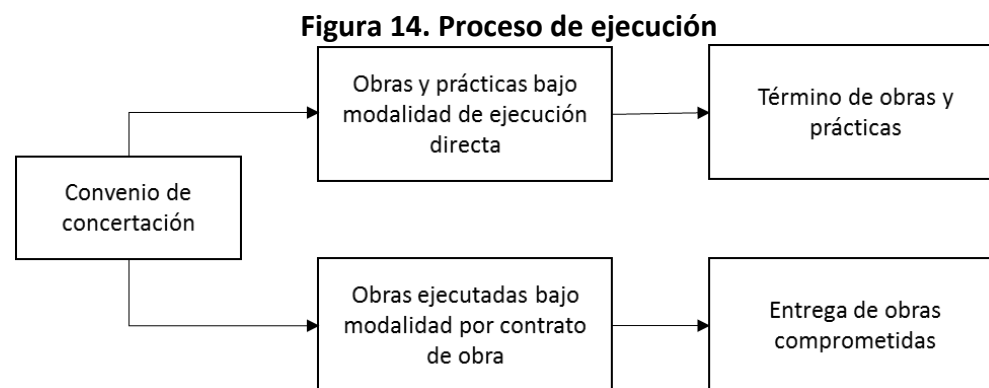 Figura 14. Proceso de ejecución
Obras y prácticas bajo
modalidad de ejecución
directa
Término de obras y
prácticas
Convenio de
concertación
Obras ejecutadas bajo
modalidad por contrato
de obra
Entrega de obras
comprometidas